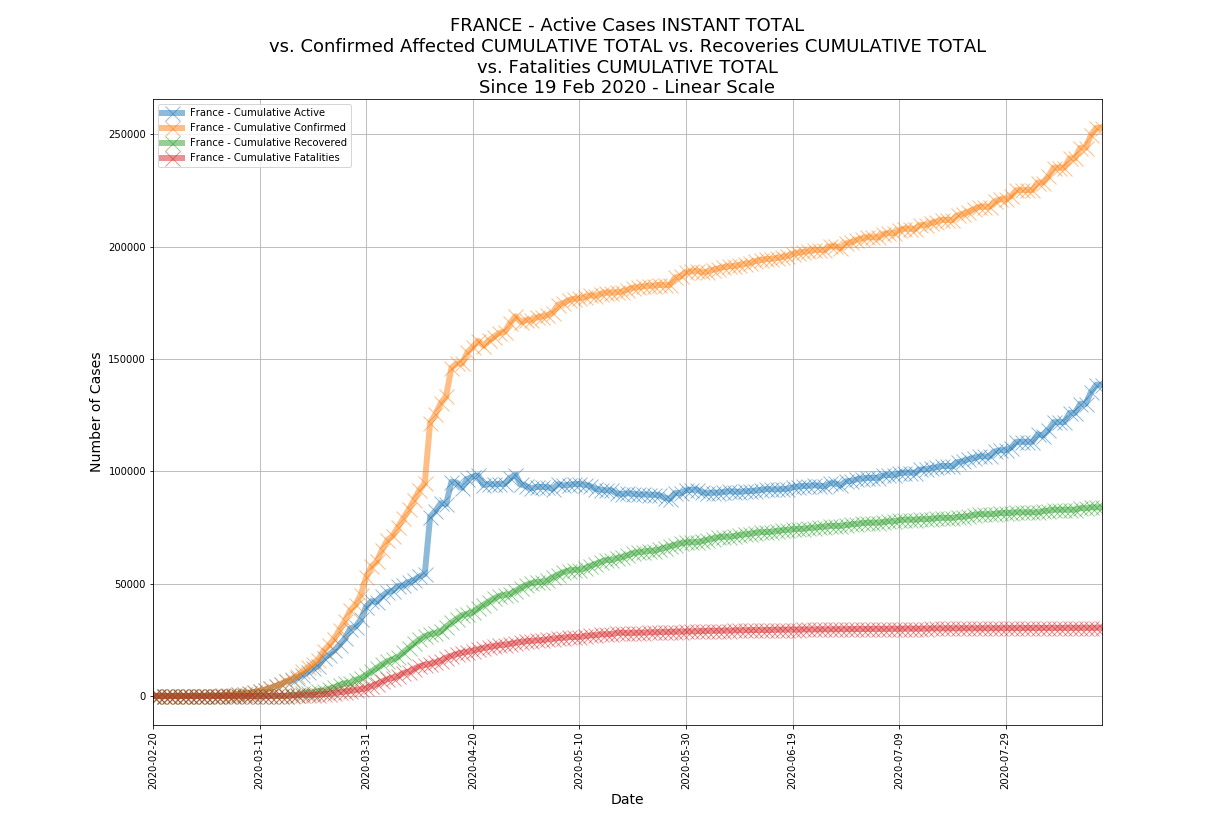 FRANCE - Active Cases INSTANT TOTAL
vs. Confirmed Affected CUMULATIVE TOTAL vs. Recoveries CUMULATIVE TOTAL
vs. Fatalities CUMULATIVE TOTAL
Since 19 Feb 2020 - Linear Scale
France - Cumulative Active
France - Cumulative Confirmed
France - Cumulative Recovered
France - Cumulative Fatalities
250000
200000
150000
100000
50000
0
Number of Cases
2020-02-20
2020-03-11
2020-03-31
2020-04-20
2020-05-10
2020-05-30
2020-06-19
2020-07-09
2020-07-29
Date